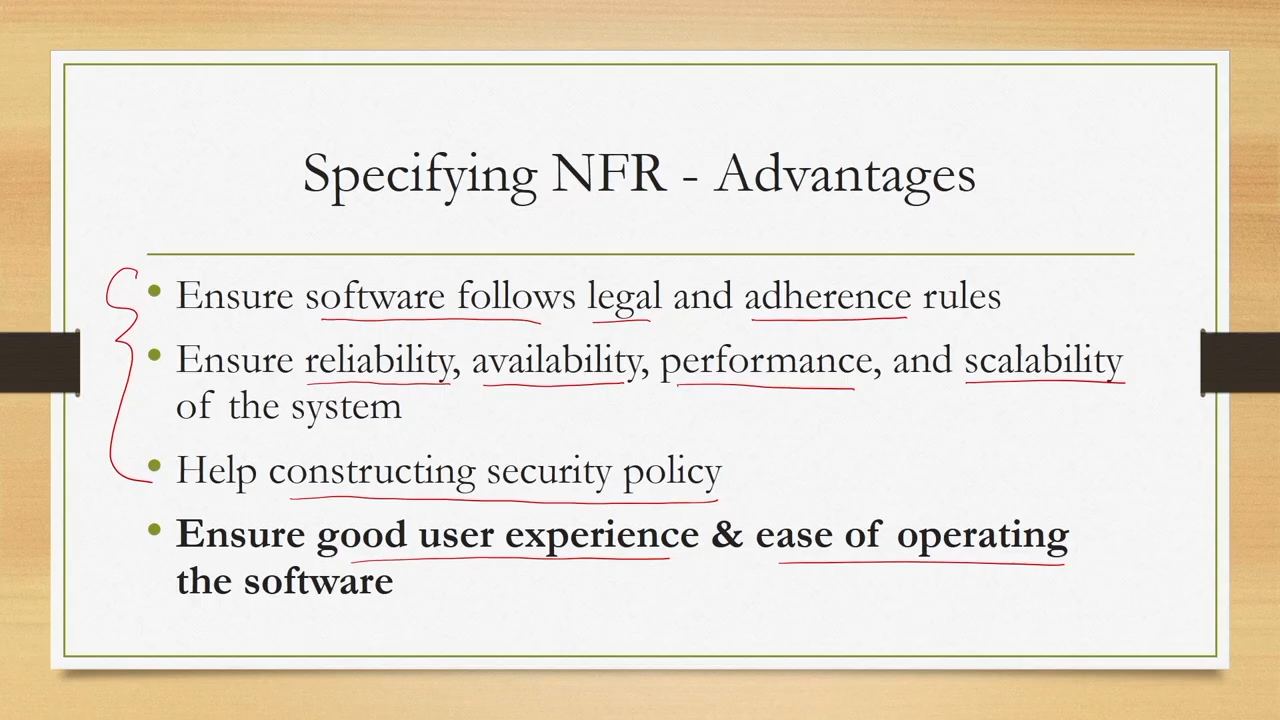 Specifying NFR - Advantages
• Ensure software follows legal and adherence rules
• Ensure reliability, availability, performance, and scalability
of the system
• Help constructing security policy
• Ensure good user experience & ease of operating
the software